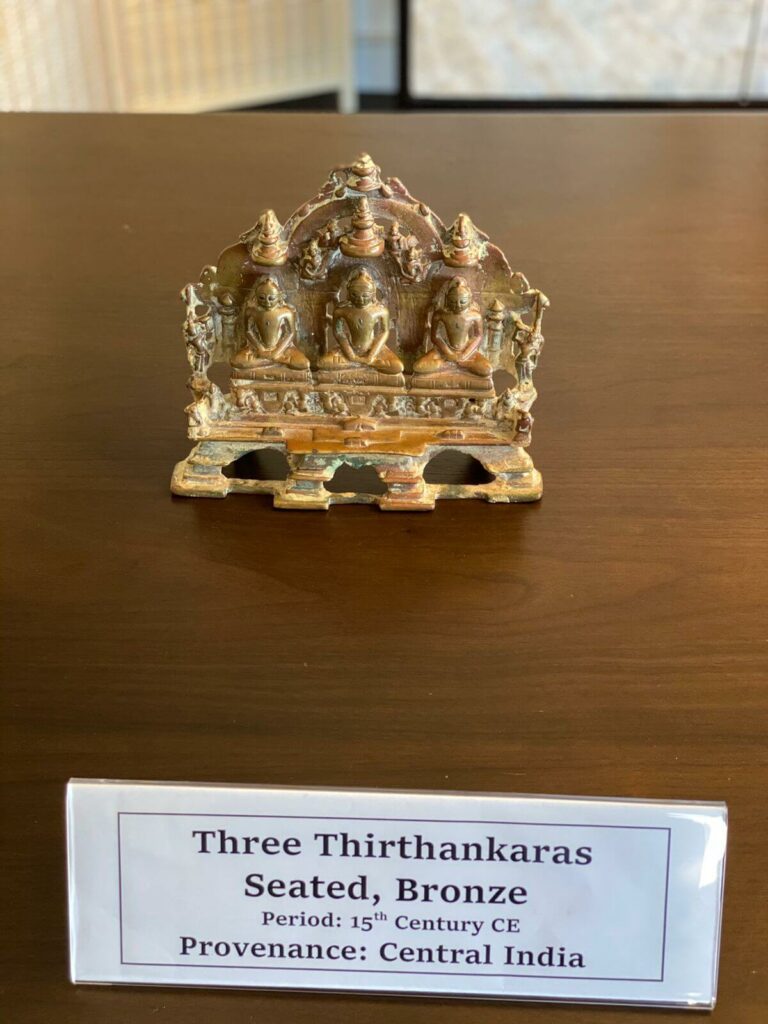 Three Thirthankaras
Seated, Bronze
Period: 15th Century CE
Provenance: Central India